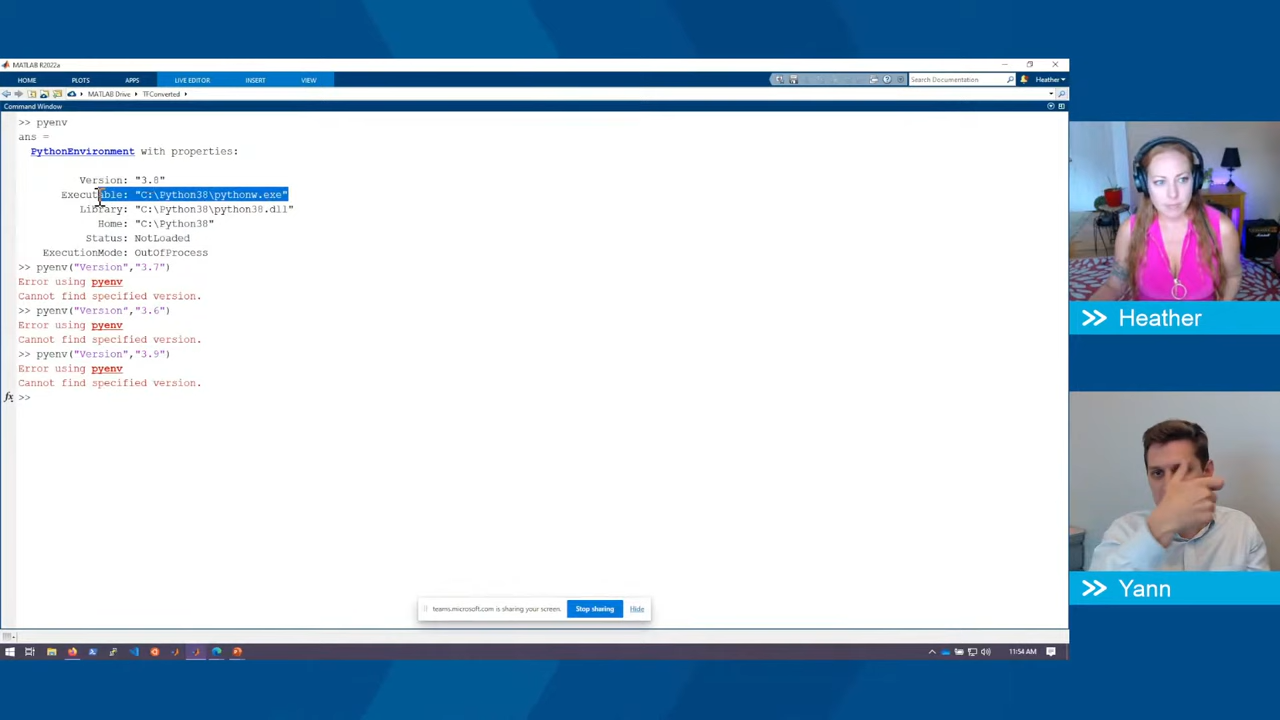 MATLAB R2022a
HOME PLOTS APPS LIVE EDITOR INSERT VIEW Search Documentation Heather
MATLAB Drive TFConverted
Command Window
>> pyenv
ans =
PythonEnvironment with properties:
Version: "3.8"
Executable: "C:\Python38\pythonw.exe"
Library: "C:\Python38\python38.dll"
Home: "C:\Python38"
Status: NotLoaded
ExecutionMode: OutOfProcess
>> pyenv("Version","3.7")
Error using pyenv
Cannot find specified version.
>> pyenv("Version","3.6")
Error using pyenv
Cannot find specified version.
>> pyenv("Version","3.9")
Error using pyenv
Cannot find specified version.
fx >>
>> Heather
>> Yann
teams.microsoft.com is sharing your screen. Stop sharing Hide
11:54 AM